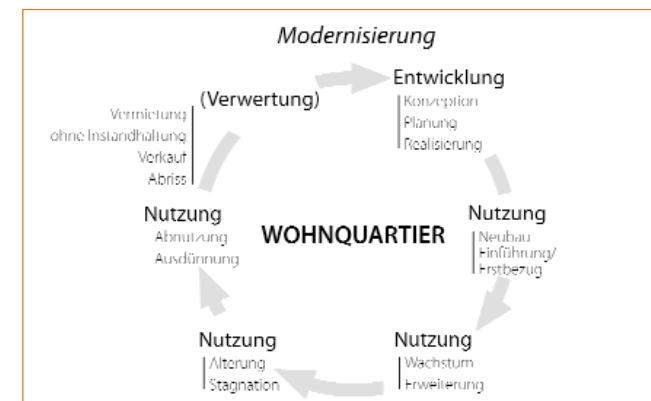 Modernisierung
Entwicklung
Konzeption
Planung
Realisierung
(Verwertung)
Vermietung
ohne Instandhaltung
Verkauf
Abriss
Nutzung
Abnutzung
Ausdünnung
WOHNQUARTIER
Nutzung
Neubau
Einführung/
Erstbezug
Nutzung
Alterung
Stagnation
Nutzung
Wachstum
Erweiterung